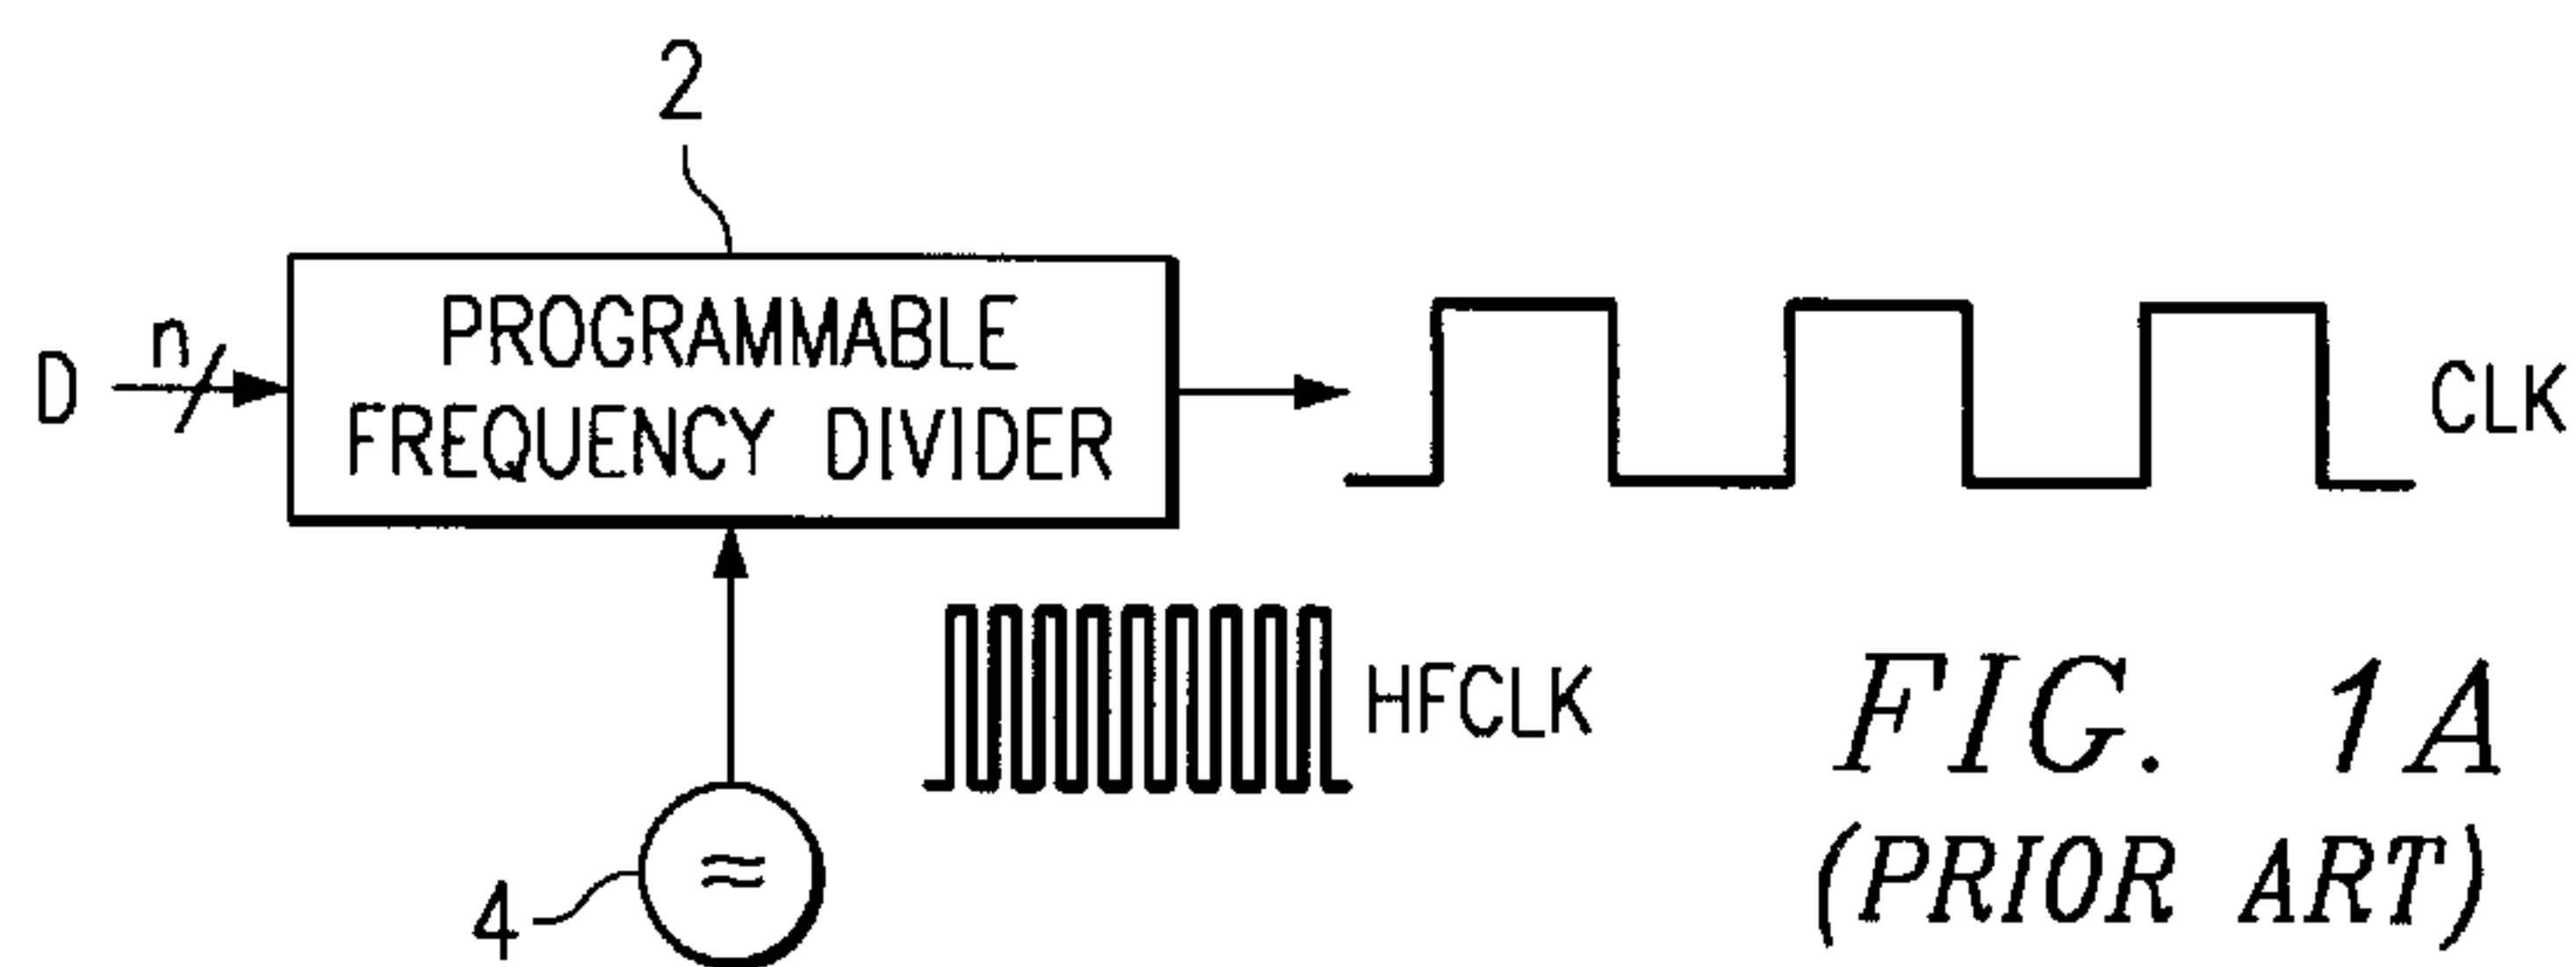 2
D
n
PROGRAMMABLE
FREQUENCY DIVIDER
CLK
HFCLK
4
≈
FIG. 1A
(PRIOR ART)